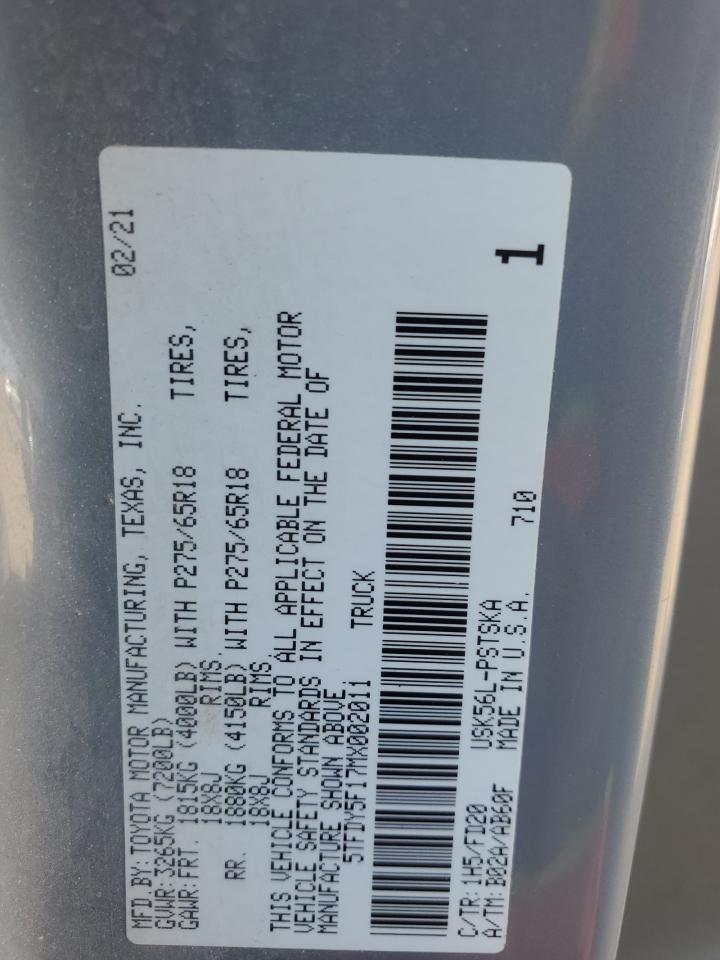 MFD BY: TOYOTA MOTOR MANUFACTURING, TEXAS, INC. 02/21
GVWR: 3265KG (7200LB)
GAWR: FRT. 1815KG (4000LB) WITH P275/65R18 TIRES,
18X8J RIMS.
RR. 1880KG (4150LB) WITH P275/65R18 TIRES,
18X8J RIMS
THIS VEHICLE CONFORMS TO ALL APPLICABLE FEDERAL MOTOR
VEHICLE SAFETY STANDARDS IN EFFECT ON THE DATE OF
MANUFACTURE SHOWN ABOVE.
5TFDY5F17MX002011 TRUCK
1
C/TR: 1H5/FD20 USK56L-PSTSKA 710
A/TM: B02A/AB60F MADE IN U.S.A.